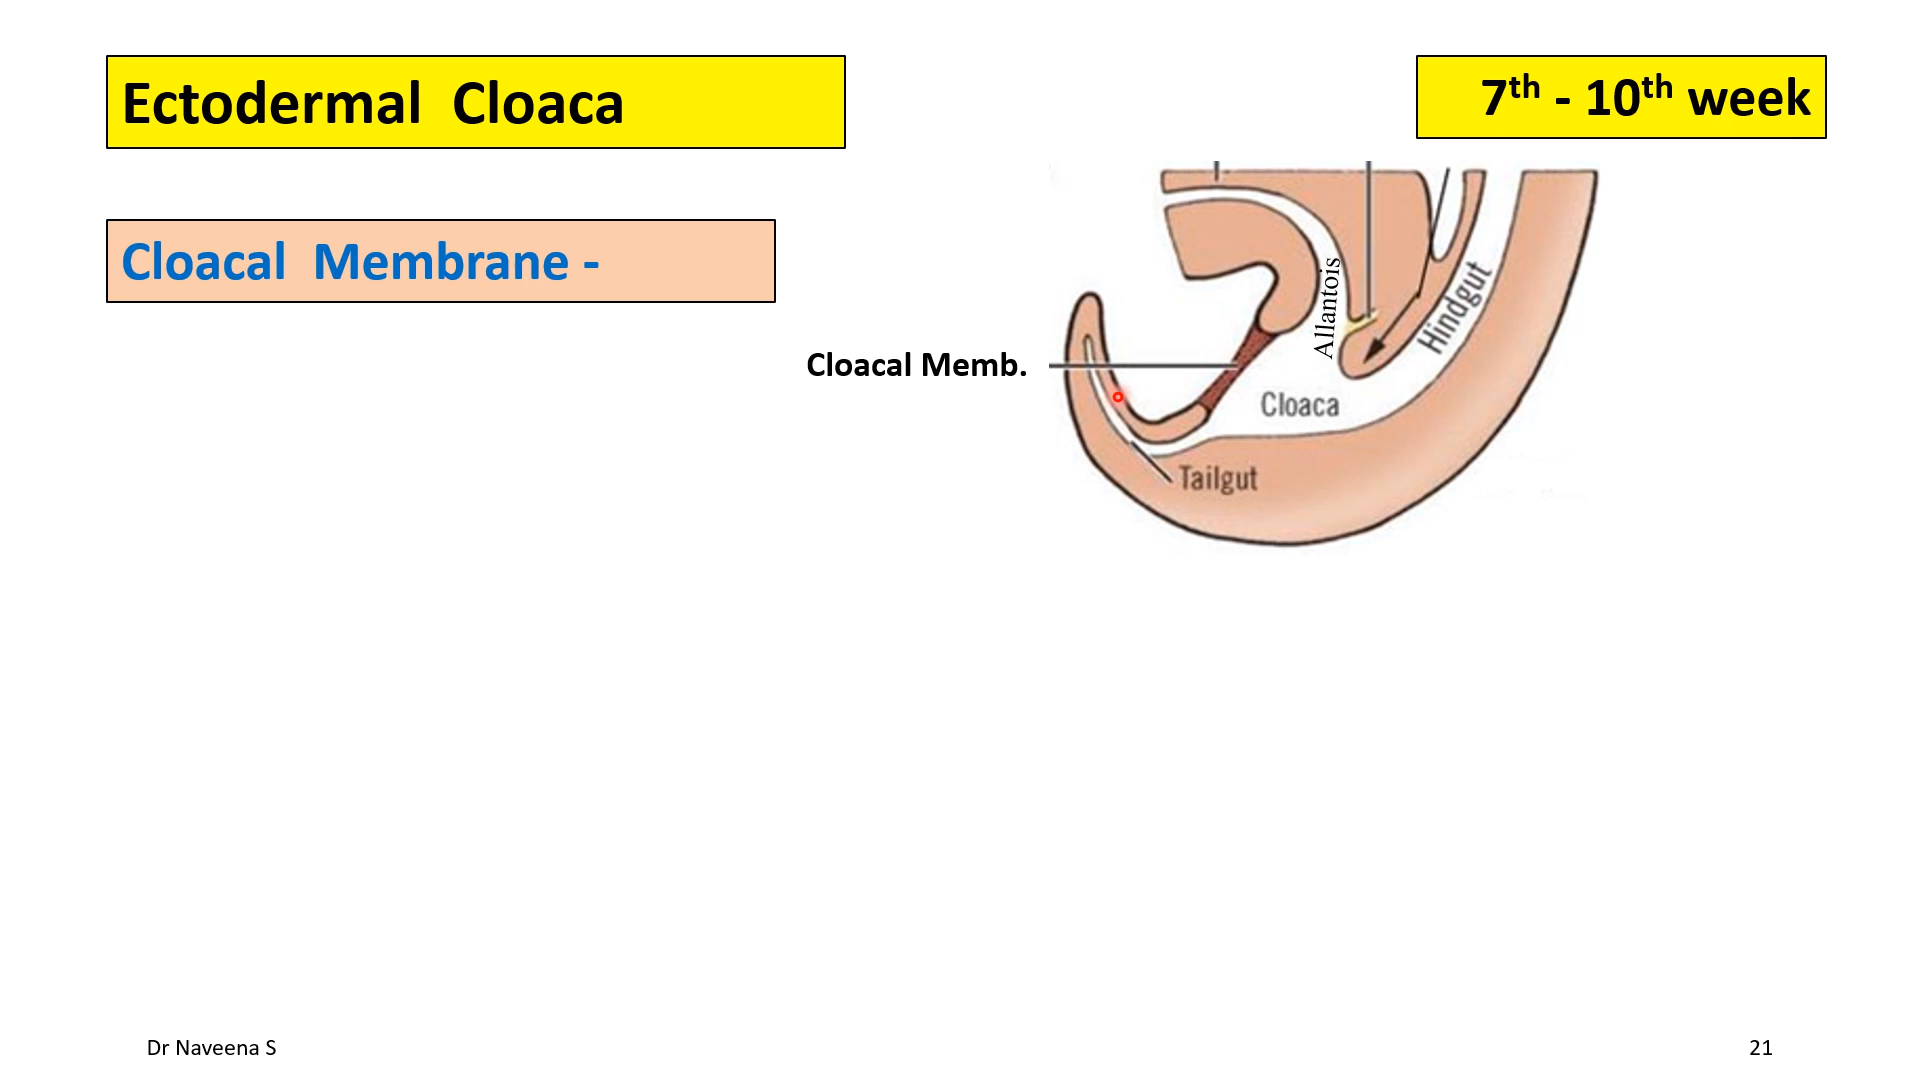 Ectodermal Cloaca
7th - 10th week
Cloacal Membrane -
Allantois
Hindgut
Cloacal Memb.
Cloaca
Tailgut
Dr Naveena S
21